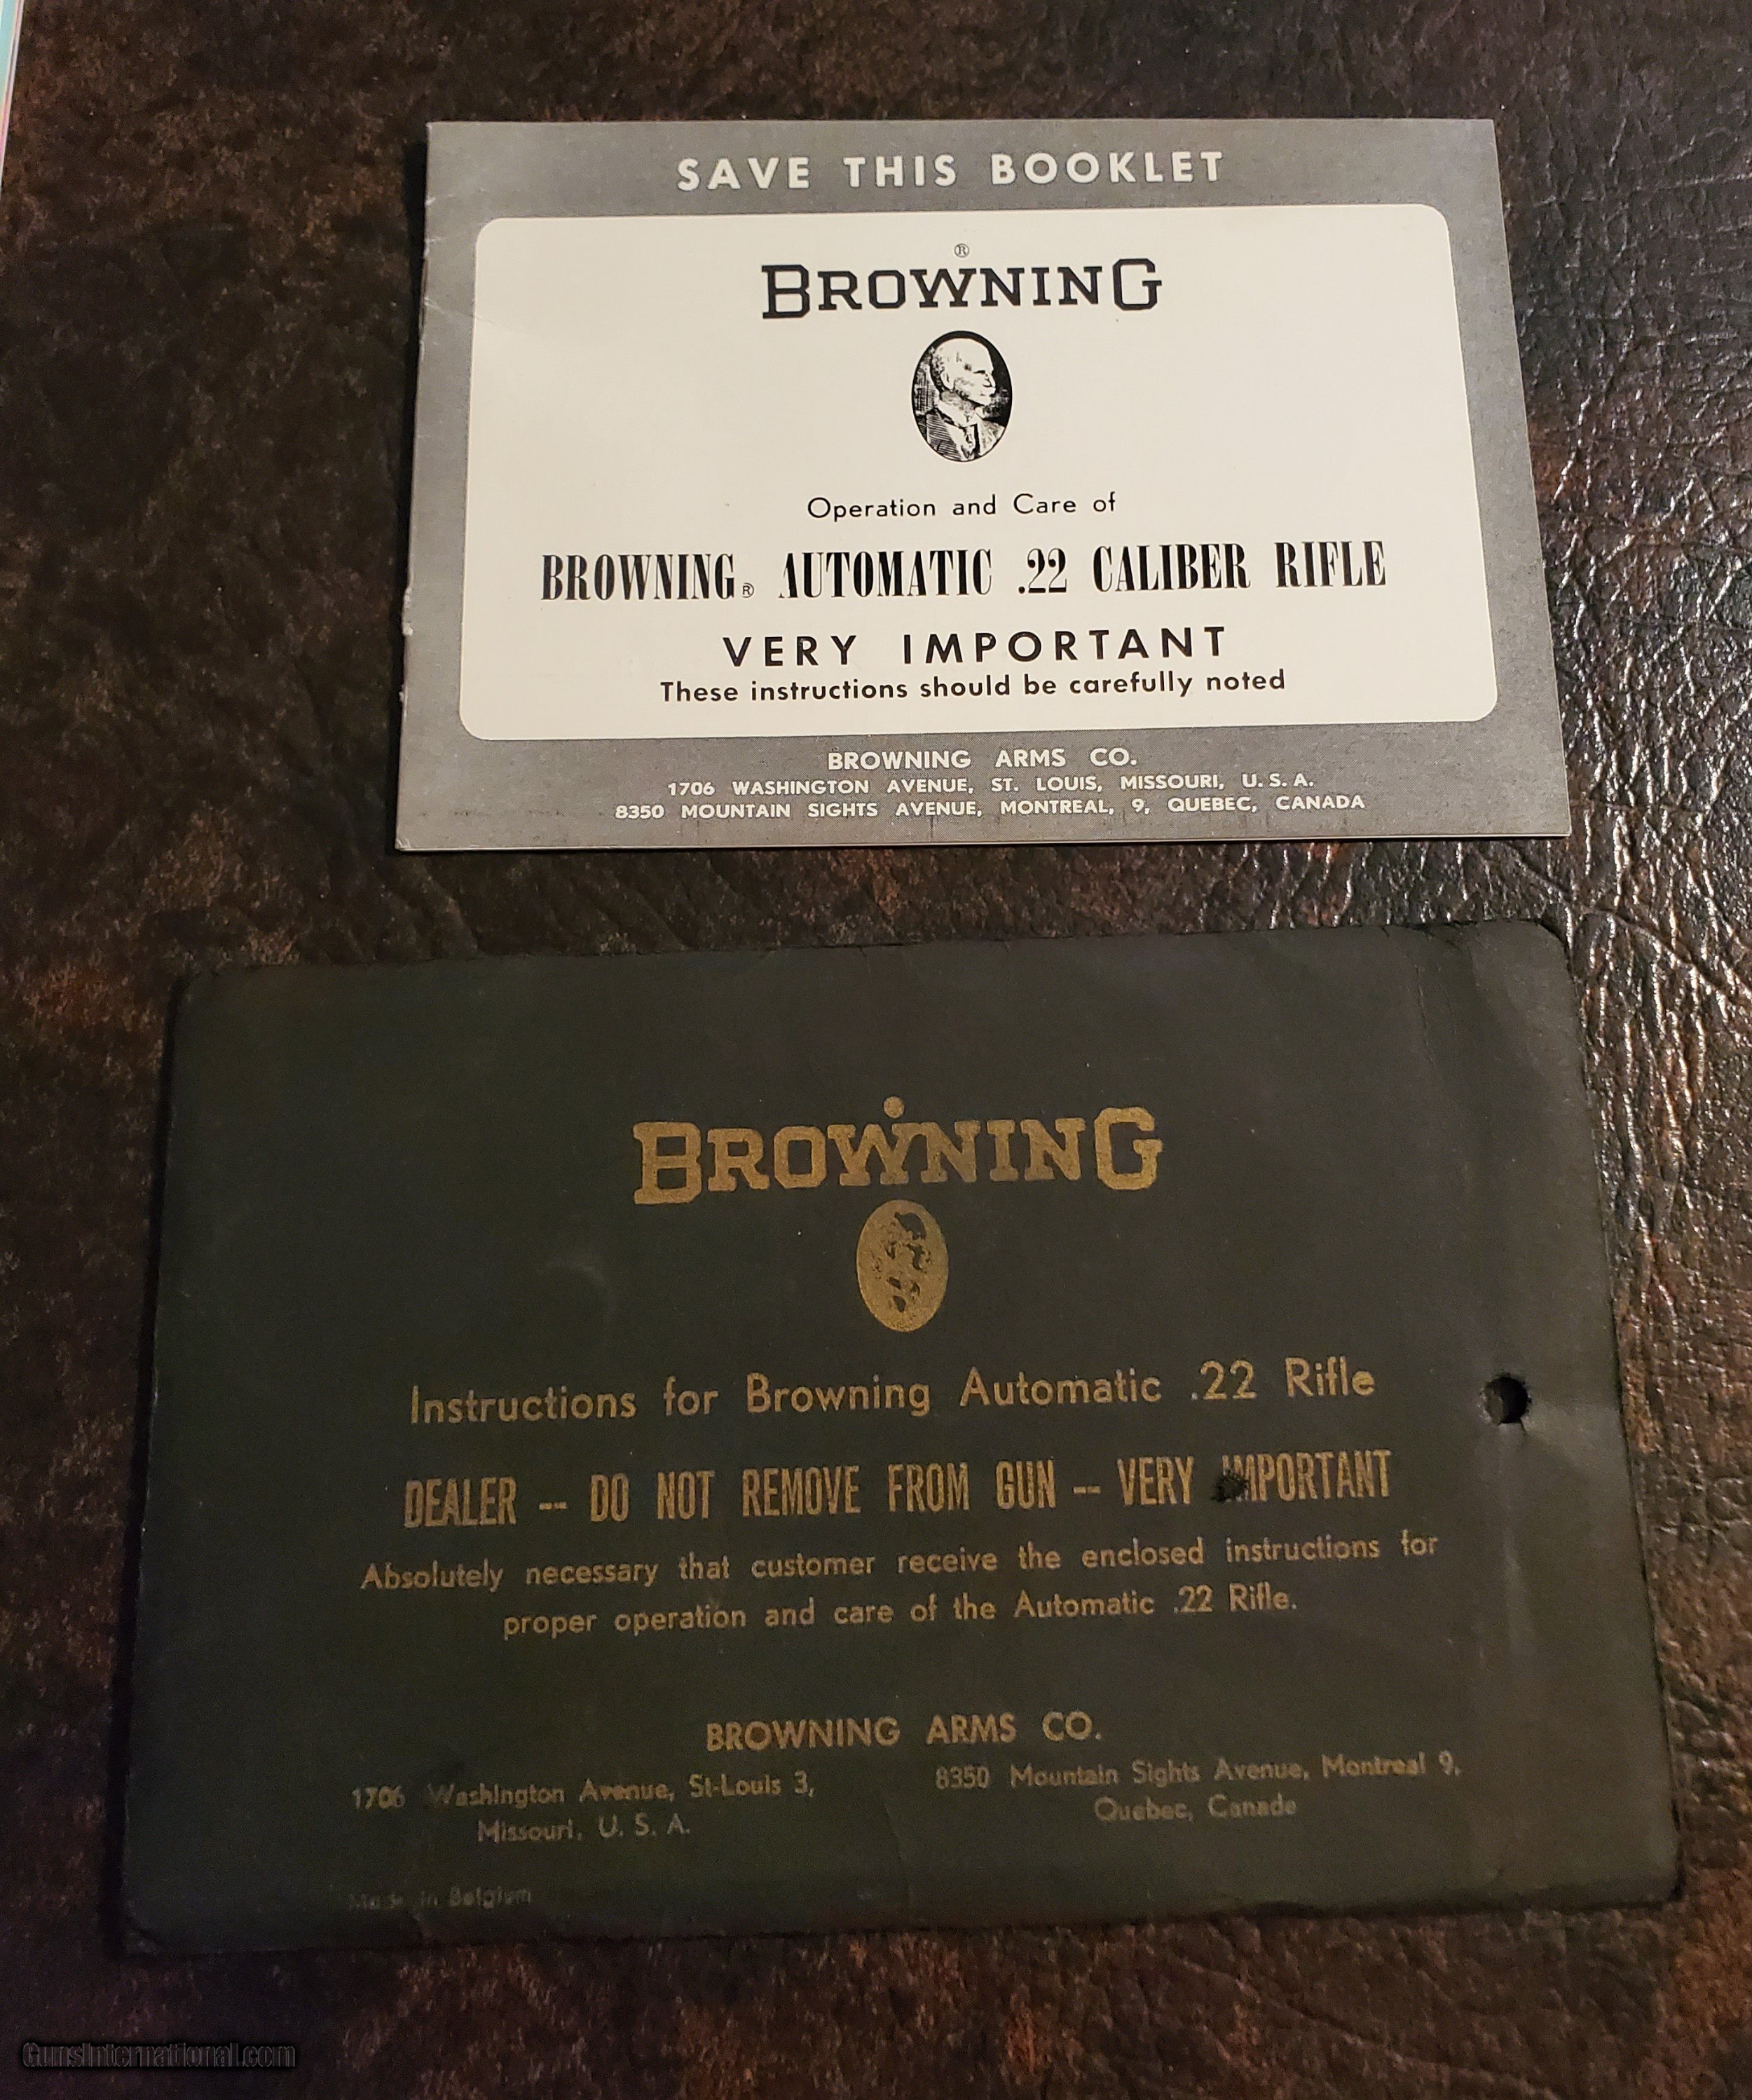 SAVE THIS BOOKLET
®
BROWNING
Operation and Care of
BROWNING® AUTOMATIC .22 CALIBER RIFLE
VERY IMPORTANT
These instructions should be carefully noted
BROWNING ARMS CO.
1706 WASHINGTON AVENUE, ST. LOUIS, MISSOURI, U. S. A.
8350 MOUNTAIN SIGHTS AVENUE, MONTREAL, 9, QUEBEC, CANADA
BROWNING
Instructions for Browning Automatic .22 Rifle
DEALER -- DO NOT REMOVE FROM GUN -- VERY IMPORTANT
Absolutely necessary that customer receive the enclosed instructions for
proper operation and care of the Automatic .22 Rifle.
BROWNING ARMS CO.
1706 Washington Avenue, St-Louis 3,
Missouri, U. S. A.
8350 Mountain Sights Avenue, Montreal 9,
Quebec, Canada
Made in Belgium
GunsInternational.com